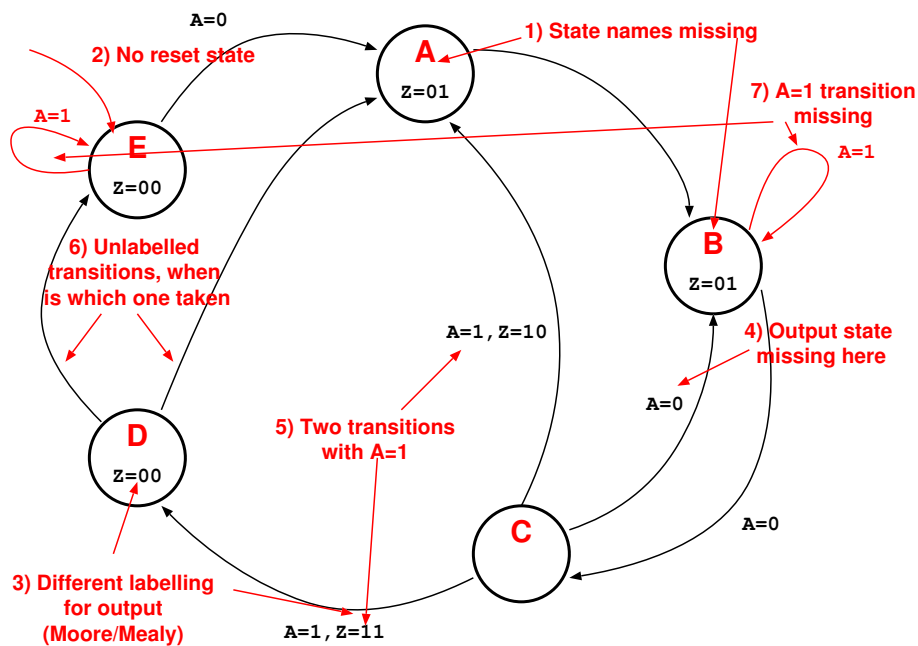 A=0
1) State names missing
2) No reset state
A
Z=01
7) A=1 transition
missing
A=1
A=1
E
Z=00
6) Unlabelled
transitions, when
is which one taken
B
Z=01
A=1,Z=10
4) Output state
missing here
A=0
5) Two transitions
with A=1
D
Z=00
A=0
C
3) Different labelling
for output
(Moore/Mealy)
A=1,Z=11